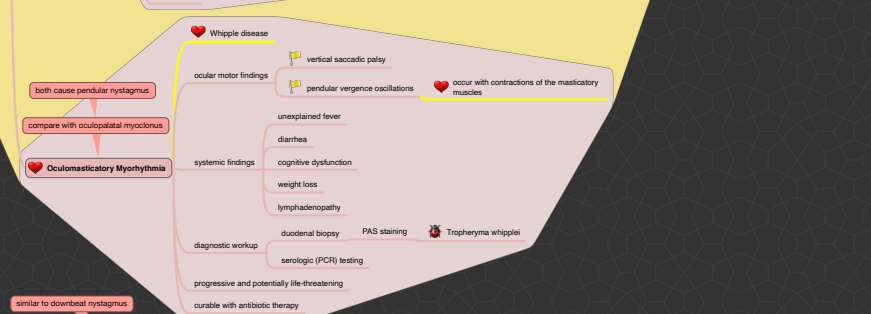 Whipple disease
vertical saccadic palsy
ocular motor findings
both cause pendular nystagmus
pendular vergence oscillations
occur with contractions of the masticatory
muscles
unexplained fever
compare with oculopalatal myoclonus
diarrhea
systemic findings
cognitive dysfunction
Oculomasticatory Myorhythmia
weight loss
lymphadenopathy
diagnostic workup
duodenal biopsy
PAS staining
Tropheryma whipplei
serologic (PCR) testing
progressive and potentially life-threatening
similar to downbeat nystagmus
curable with antibiotic therapy